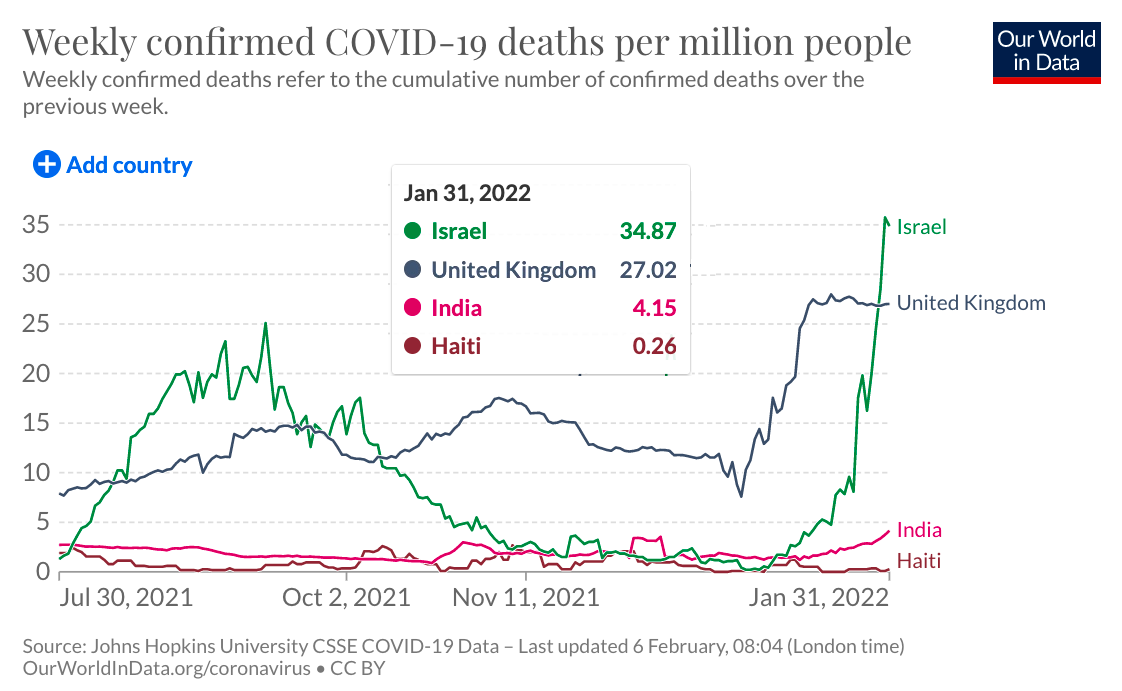 Weekly confirmed COVID-19 deaths per million people
Our World
in Data
Weekly confirmed deaths refer to the cumulative number of confirmed deaths over the
previous week.
Add country
Jan 31, 2022
Israel 34.87
United Kingdom 27.02
India 4.15
Haiti 0.26
35
30
25
20
15
10
5
0
Israel
United Kingdom
India
Haiti
Jul 30, 2021 Oct 2, 2021 Nov 11, 2021 Jan 31, 2022
Source: Johns Hopkins University CSSE COVID-19 Data – Last updated 6 February, 08:04 (London time)
OurWorldInData.org/coronavirus • CC BY